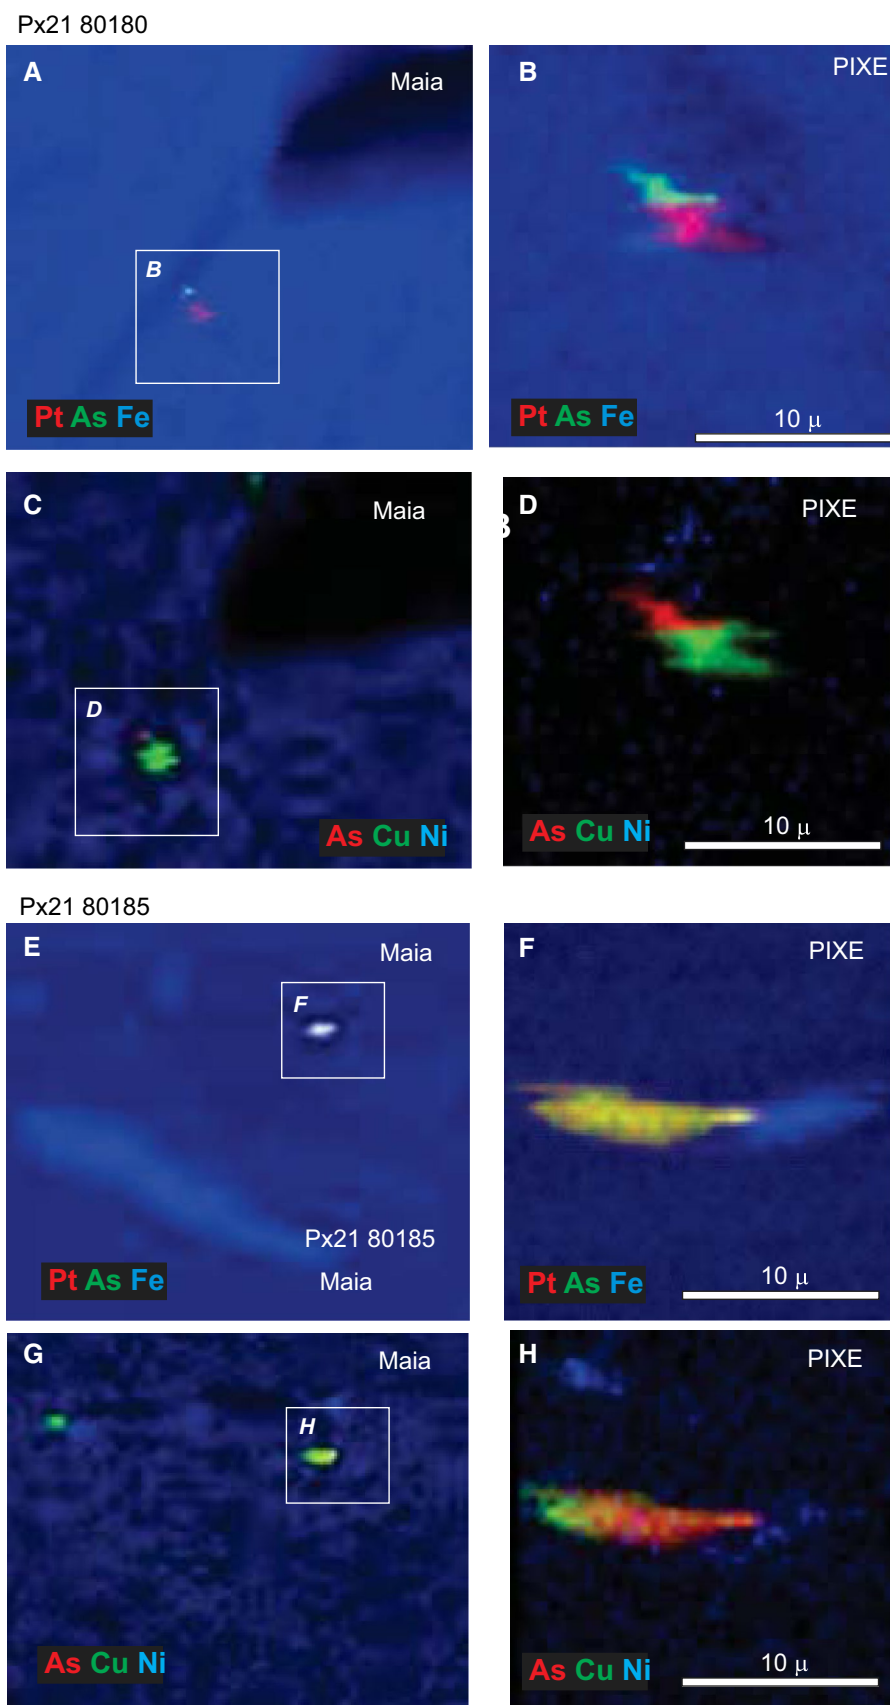 Px21 80180
A
Maia
B
Pt As Fe
B
PIXE
Pt As Fe
10 µ
C
Maia
D
As Cu Ni
D
PIXE
As Cu Ni
10 µ
Px21 80185
E
Maia
F
Px21 80185
Maia
Pt As Fe
F
PIXE
Pt As Fe
10 µ
G
Maia
H
As Cu Ni
H
PIXE
As Cu Ni
10 µ